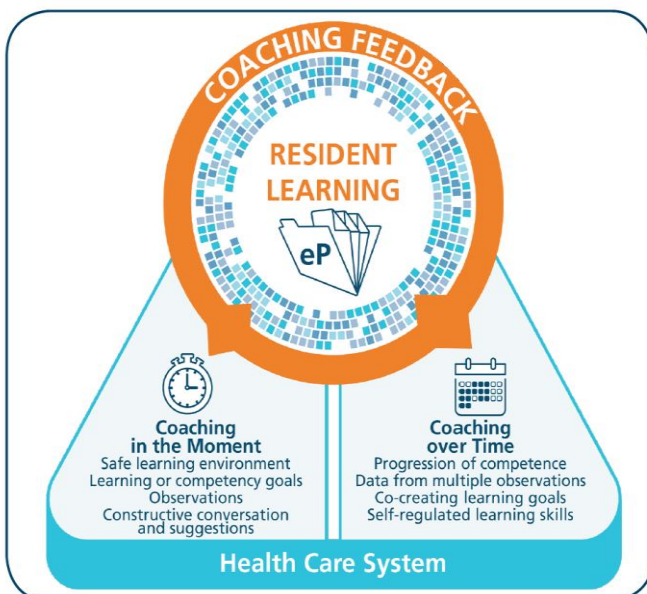 COACHING FEEDBACK
RESIDENT
LEARNING
eP
Coaching
in the Moment
Safe learning environment
Learning or competency goals
Observations
Constructive conversation
and suggestions
Coaching
over Time
Progression of competence
Data from multiple observations
Co-creating learning goals
Self-regulated learning skills
Health Care System